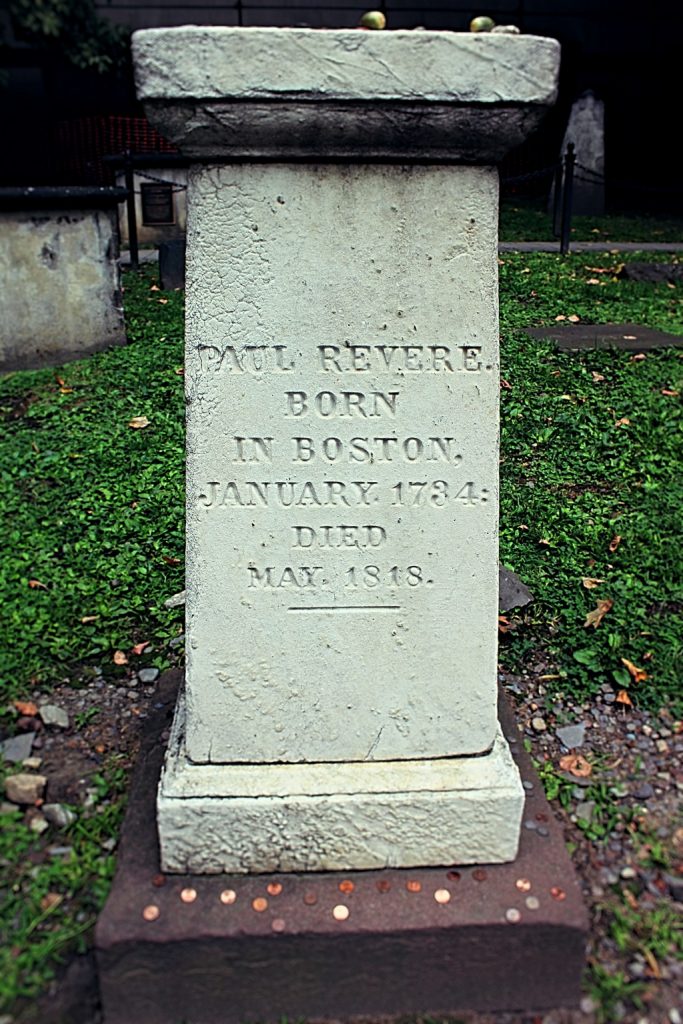 PAUL REVERE.
BORN
IN BOSTON,
JANUARY. 1734:
DIED
MAY. 1818.